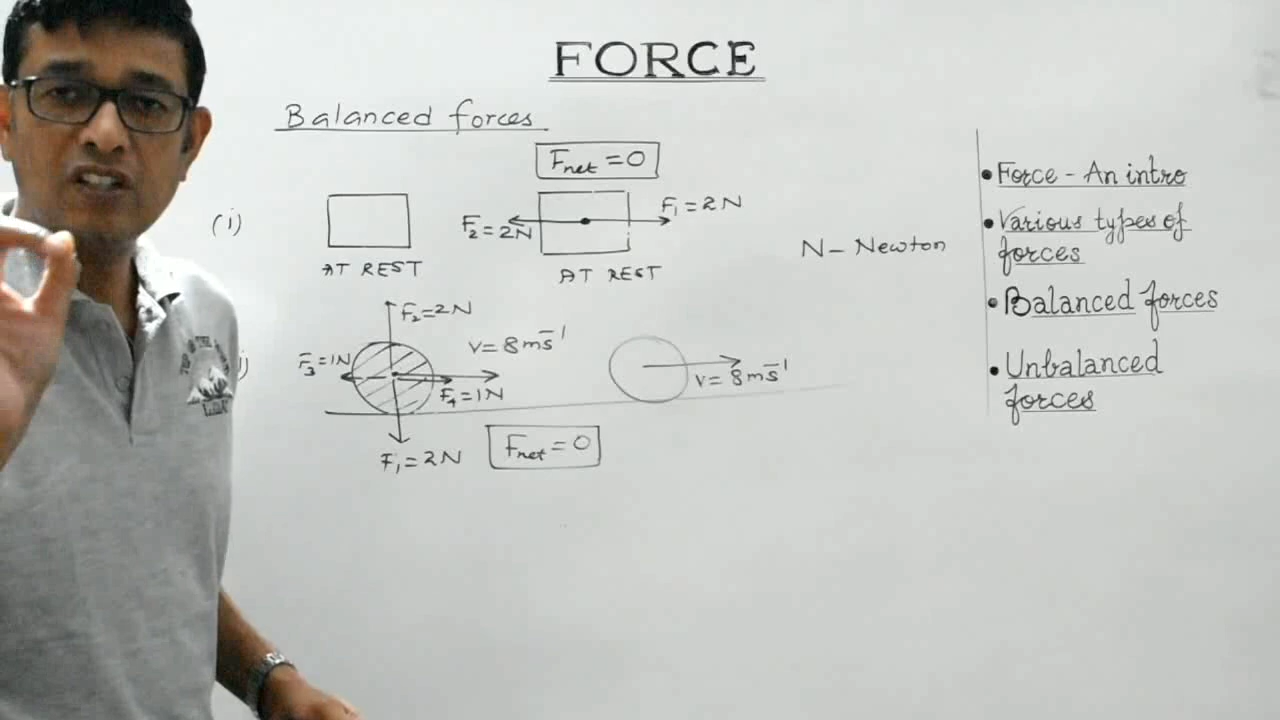 FORCE
Balanced forces
Fnet = 0
(i)
F₂ = 2N
F₁ = 2N
AT REST
AT REST
N – Newton
F₂ = 2N
F₃ = 1N
V = 8ms⁻¹
F₄ = 1N
V = 8ms⁻¹
F₁ = 2N
Fnet = 0
• Force - An intro
• Various types of
forces
• Balanced forces
• Unbalanced
forces